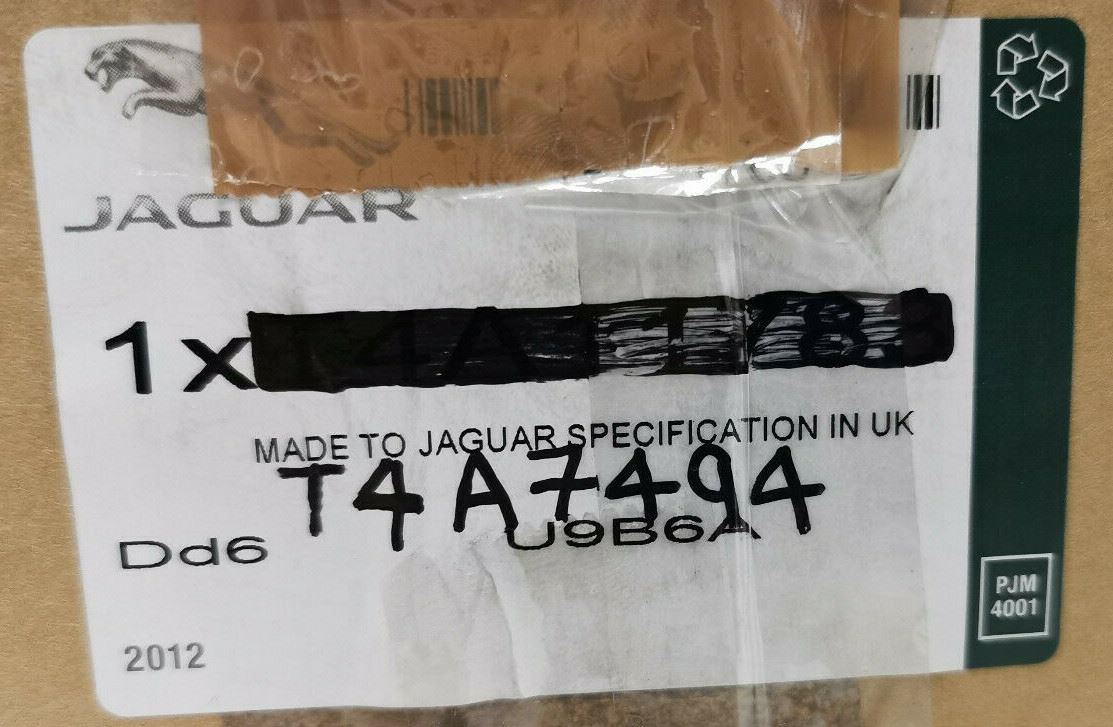 JAGUAR
1x
MADE TO JAGUAR SPECIFICATION IN UK
T4A7494
U9B6A
Dd6
PJM
4001
2012